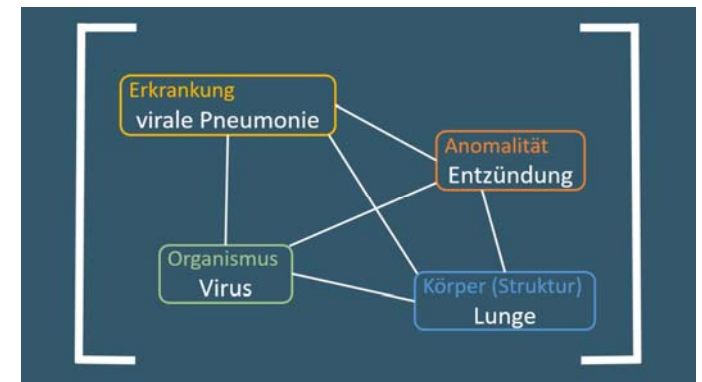 Erkrankung
virale Pneumonie
Anomalität
Entzündung
Organismus
Virus
Körper (Struktur)
Lunge